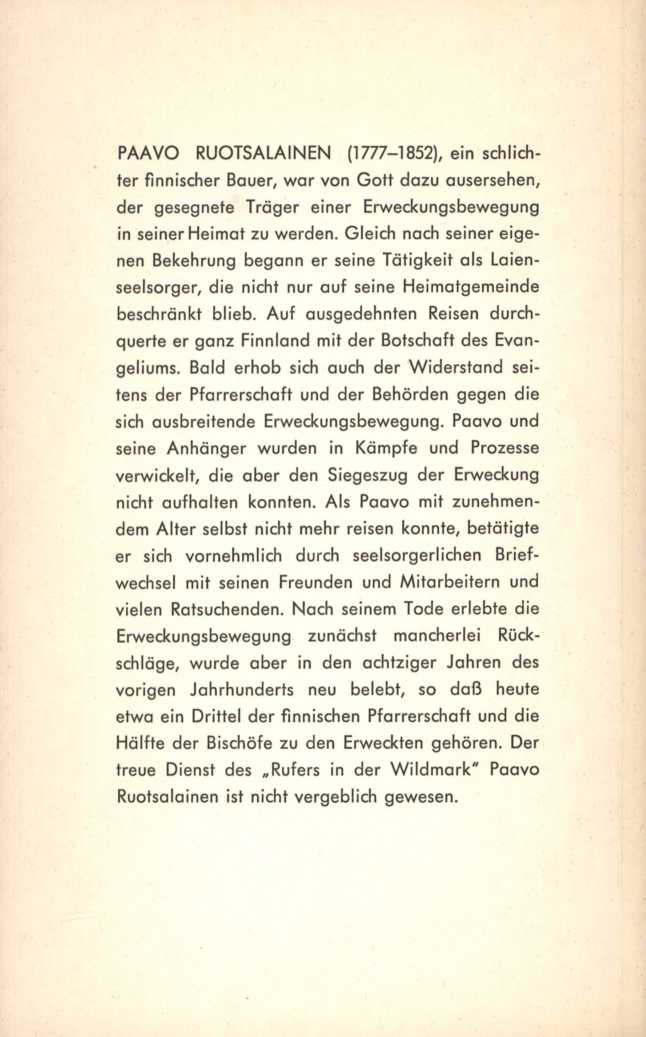 PAAVO RUOTSALAINEN (1777–1852), ein schlich-
ter finnischer Bauer, war von Gott dazu ausersehen,
der gesegnete Träger einer Erweckungsbewegung
in seiner Heimat zu werden. Gleich nach seiner eige-
nen Bekehrung begann er seine Tätigkeit als Laien-
seelsorger, die nicht nur auf seine Heimatgemeinde
beschränkt blieb. Auf ausgedehnten Reisen durch-
querte er ganz Finnland mit der Botschaft des Evan-
geliums. Bald erhob sich auch der Widerstand sei-
tens der Pfarrerschaft und der Behörden gegen die
sich ausbreitende Erweckungsbewegung. Paavo und
seine Anhänger wurden in Kämpfe und Prozesse
verwickelt, die aber den Siegeszug der Erweckung
nicht aufhalten konnten. Als Paavo mit zunehmen-
dem Alter selbst nicht mehr reisen konnte, betätigte
er sich vornehmlich durch seelsorgerlichen Brief-
wechsel mit seinen Freunden und Mitarbeitern und
vielen Ratsuchenden. Nach seinem Tode erlebte die
Erweckungsbewegung zunächst mancherlei Rück-
schläge, wurde aber in den achtziger Jahren des
vorigen Jahrhunderts neu belebt, so daß heute
etwa ein Drittel der finnischen Pfarrerschaft und die
Hälfte der Bischöfe zu den Erweckten gehören. Der
treue Dienst des „Rufers in der Wildmark" Paavo
Ruotsalainen ist nicht vergeblich gewesen.